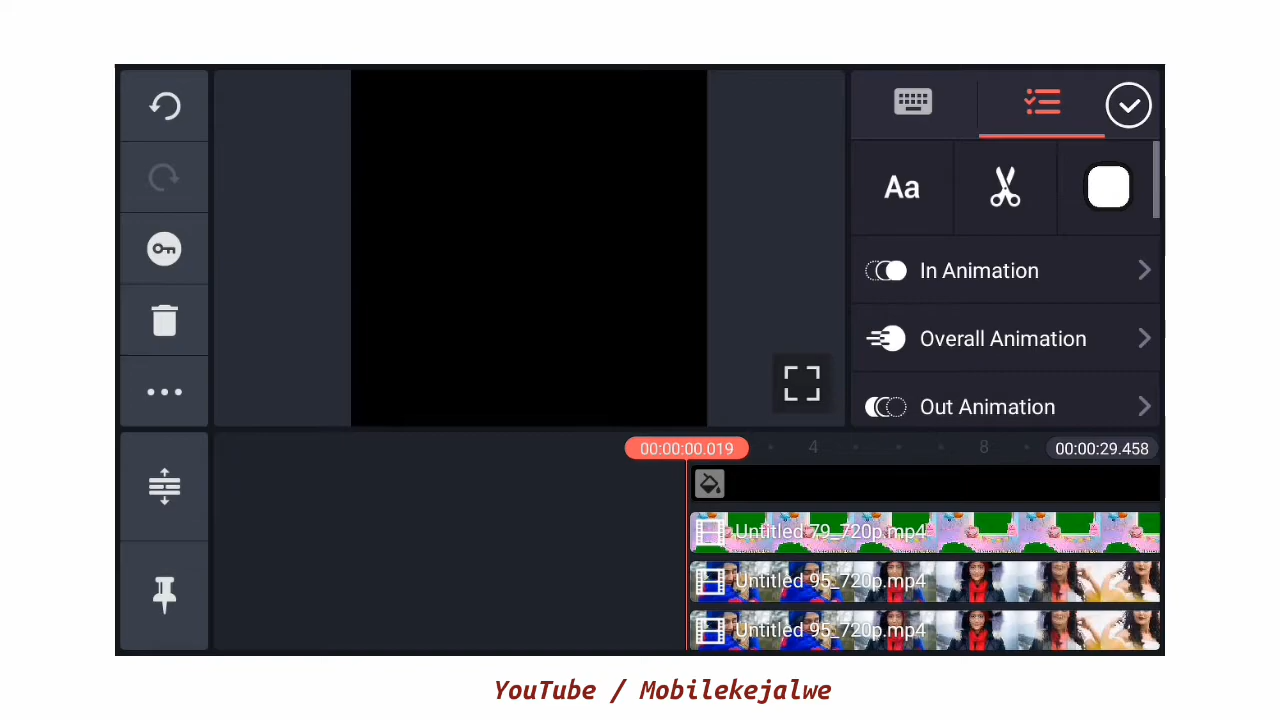 Aa
In Animation
Overall Animation
Out Animation
00:00:00.019
4
8
00:00:29.458
Untitled 79_720p.mp4
Untitled 95_720p.mp4
Untitled 95_720p.mp4
YouTube / Mobilekejalwe